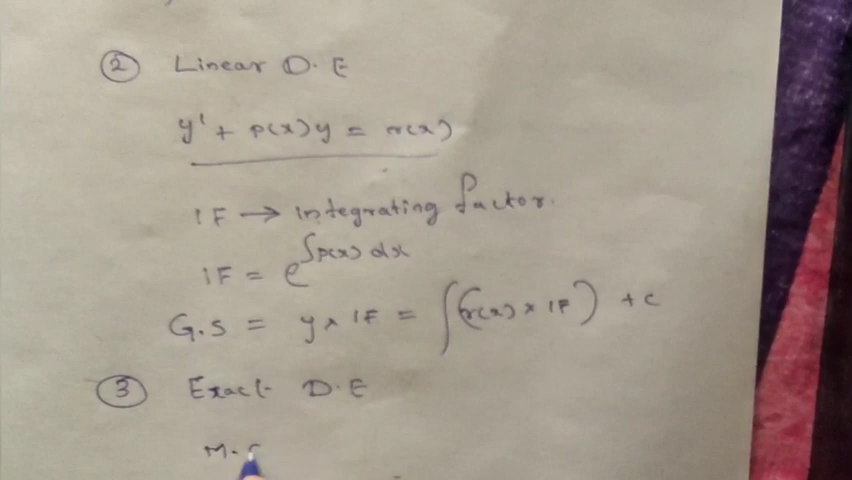 ② Linear D.E
y' + p(x)y = r(x)
IF → integrating factor.
IF = e^∫p(x) dx
G.S = y x IF = ∫(r(x) x IF) + c
③ Exact D.E
M.